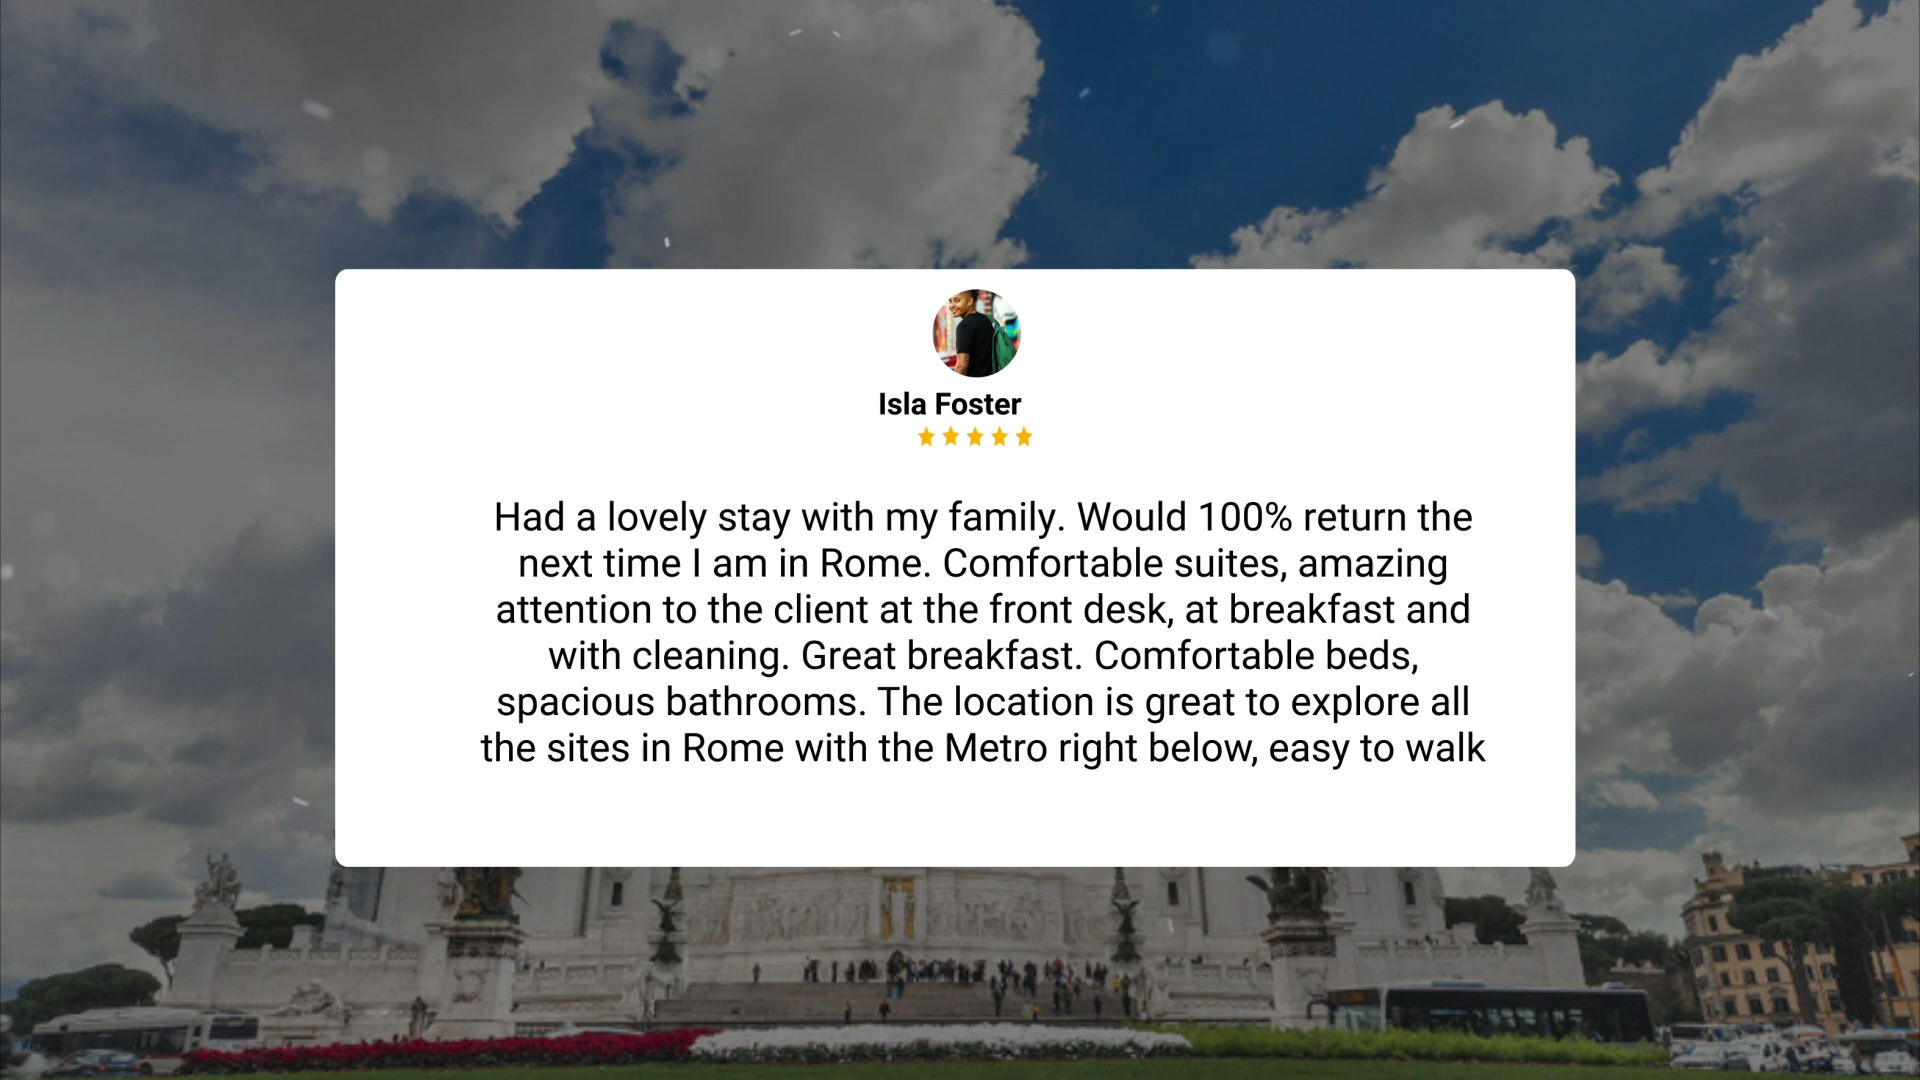 Isla Foster
Had a lovely stay with my family. Would 100% return the
next time I am in Rome. Comfortable suites, amazing
attention to the client at the front desk, at breakfast and
with cleaning. Great breakfast. Comfortable beds,
spacious bathrooms. The location is great to explore all
the sites in Rome with the Metro right below, easy to walk